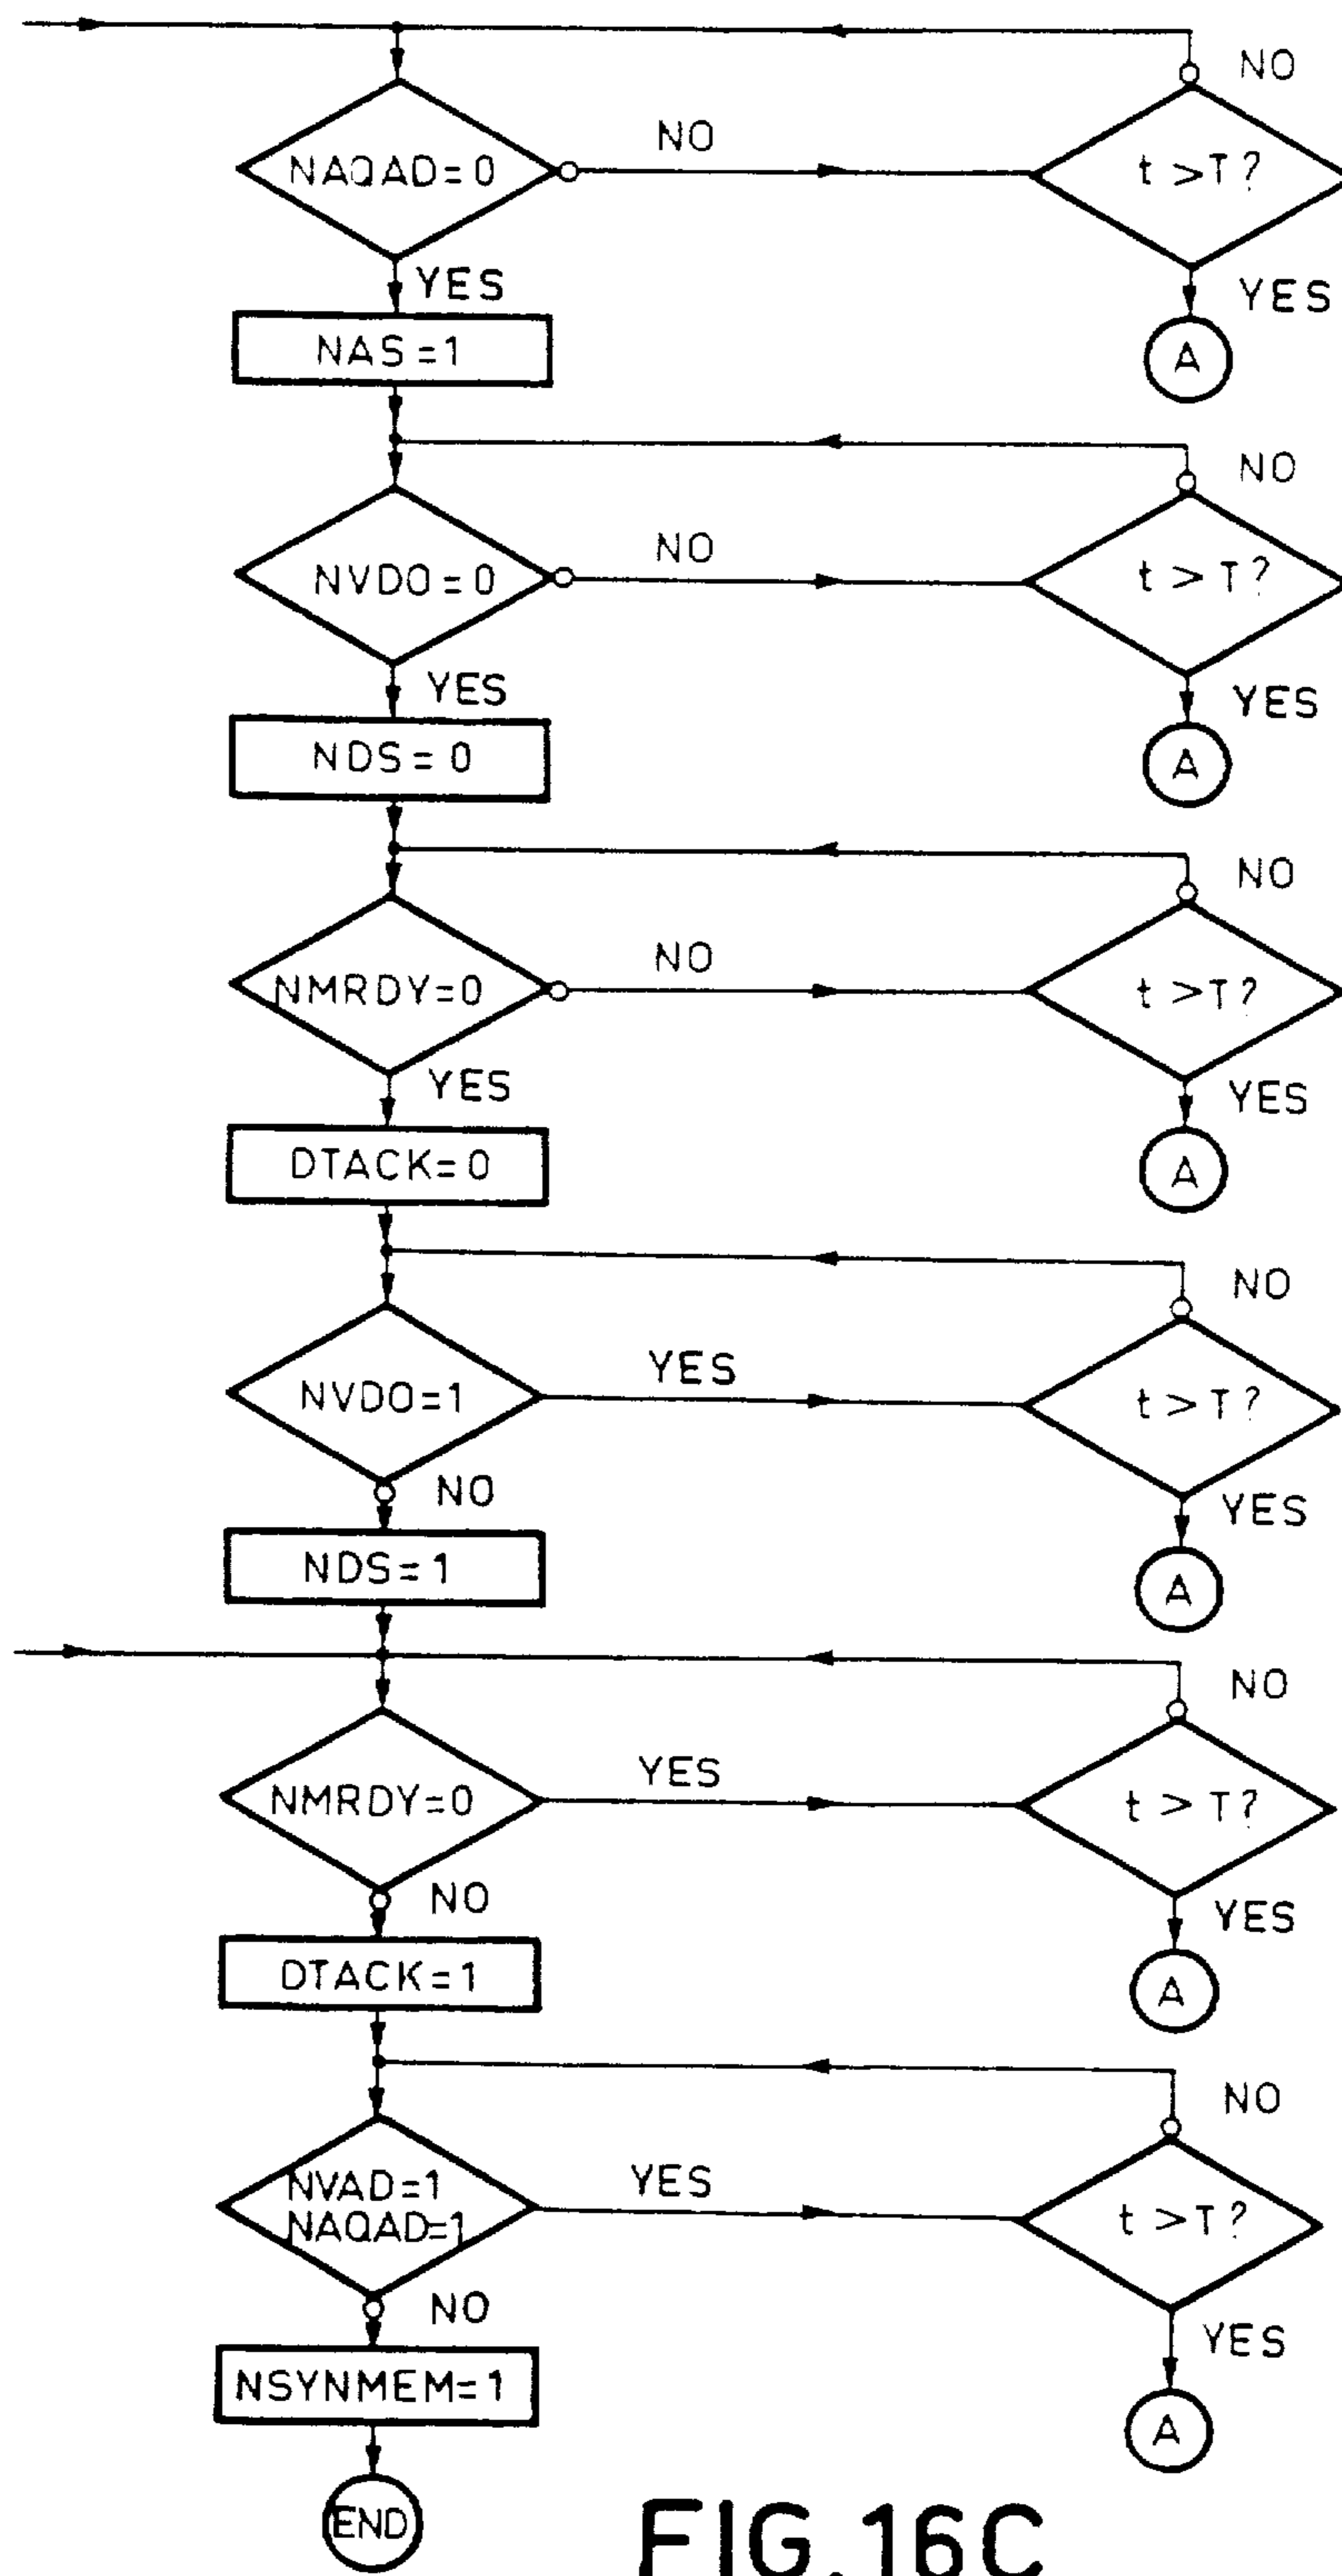 NO
NO
NAQAD=0
t >T?
YES
YES
NAS=1
A
NO
NO
NVDO=0
t >T?
YES
YES
NDS=0
A
NO
NO
NMRDY=0
t >T?
YES
YES
DTACK=0
A
NO
YES
NVDO=1
t >T?
NO
YES
NDS=1
A
NO
YES
NMRDY=0
t >T?
NO
YES
DTACK=1
A
NO
YES
NVAD=1
NAQAD=1
t >T?
NO
YES
NSYNMEM=1
A
END
FIG.16C